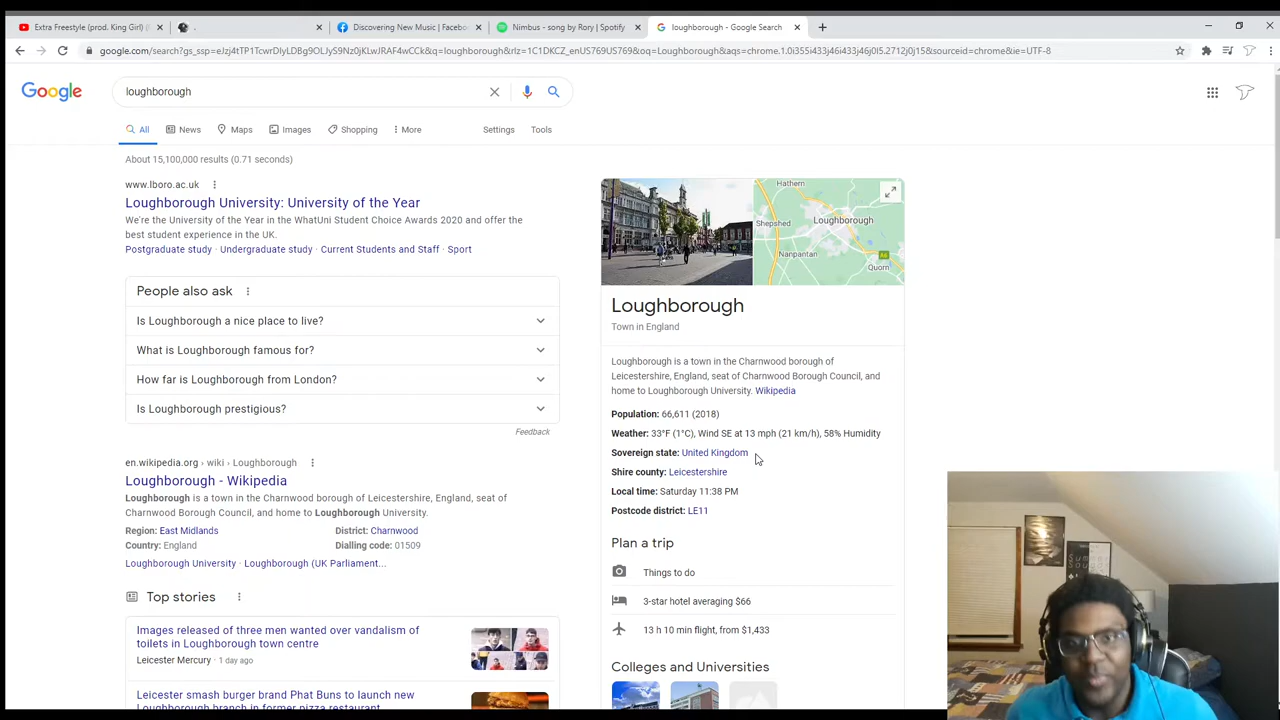 Extra Freestyle (prod. King Girl) (
.
Discovering New Music | Facebo
Nimbus - song by Rory | Spotify
loughborough - Google Search
google.com/search?gs_ssp=eJzj4tTP1TcwrDIyLDBg9OLJyS9Nz0jKLwJRAF4wCCk&q=loughborough&rlz=1C1DKCZ_enUS769US769&oq=Loughborough&aqs=chrome.1.0i355i433j46i433j46j0l5.2712j0j15&sourceid=chrome&ie=UTF-8
Google
loughborough
All
News
Maps
Images
Shopping
More
Settings
Tools
About 15,100,000 results (0.71 seconds)
www.lboro.ac.uk
Loughborough University: University of the Year
We're the University of the Year in the WhatUni Student Choice Awards 2020 and offer the
best student experience in the UK.
Postgraduate study · Undergraduate study · Current Students and Staff · Sport
People also ask
Is Loughborough a nice place to live?
What is Loughborough famous for?
How far is Loughborough from London?
Is Loughborough prestigious?
Feedback
en.wikipedia.org › wiki › Loughborough
Loughborough - Wikipedia
Loughborough is a town in the Charnwood borough of Leicestershire, England, seat of
Charnwood Borough Council, and home to Loughborough University.
Region: East Midlands
District: Charnwood
Country: England
Dialling code: 01509
Loughborough University · Loughborough (UK Parliament...
Top stories
Images released of three men wanted over vandalism of
toilets in Loughborough town centre
Leicester Mercury · 1 day ago
Leicester smash burger brand Phat Buns to launch new
Loughborough branch in former pizza restaurant
Hathern
Loughborough
Shepshed
Nanpantan
A6
Quorn
Loughborough
Town in England
Loughborough is a town in the Charnwood borough of
Leicestershire, England, seat of Charnwood Borough Council, and
home to Loughborough University. Wikipedia
Population: 66,611 (2018)
Weather: 33°F (1°C), Wind SE at 13 mph (21 km/h), 58% Humidity
Sovereign state: United Kingdom
Shire county: Leicestershire
Local time: Saturday 11:38 PM
Postcode district: LE11
Plan a trip
Things to do
3-star hotel averaging $66
13 h 10 min flight, from $1,433
Colleges and Universities